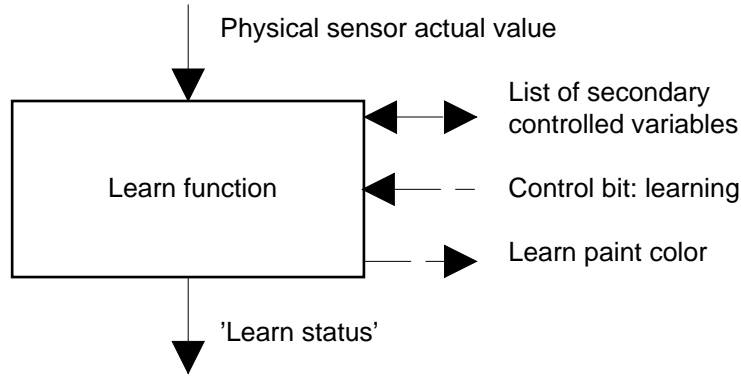 Physical sensor actual value
List of secondary
controlled variables
Learn function
Control bit: learning
Learn paint color
’Learn status’